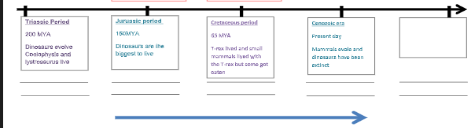 Triassic Period
200 MYA
Dinosaurs evolve
Coelophysis and
lystrosaurus live
Jurassic period
150MYA
Dinosaurs are the
biggest to live
Cretaceous period
65 MYA
T-rex lived and small
mammals lived with
the T-rex but some got
eaten
Cenozoic era
Present day
Mammals evolve and
dinosaurs have been
extinct